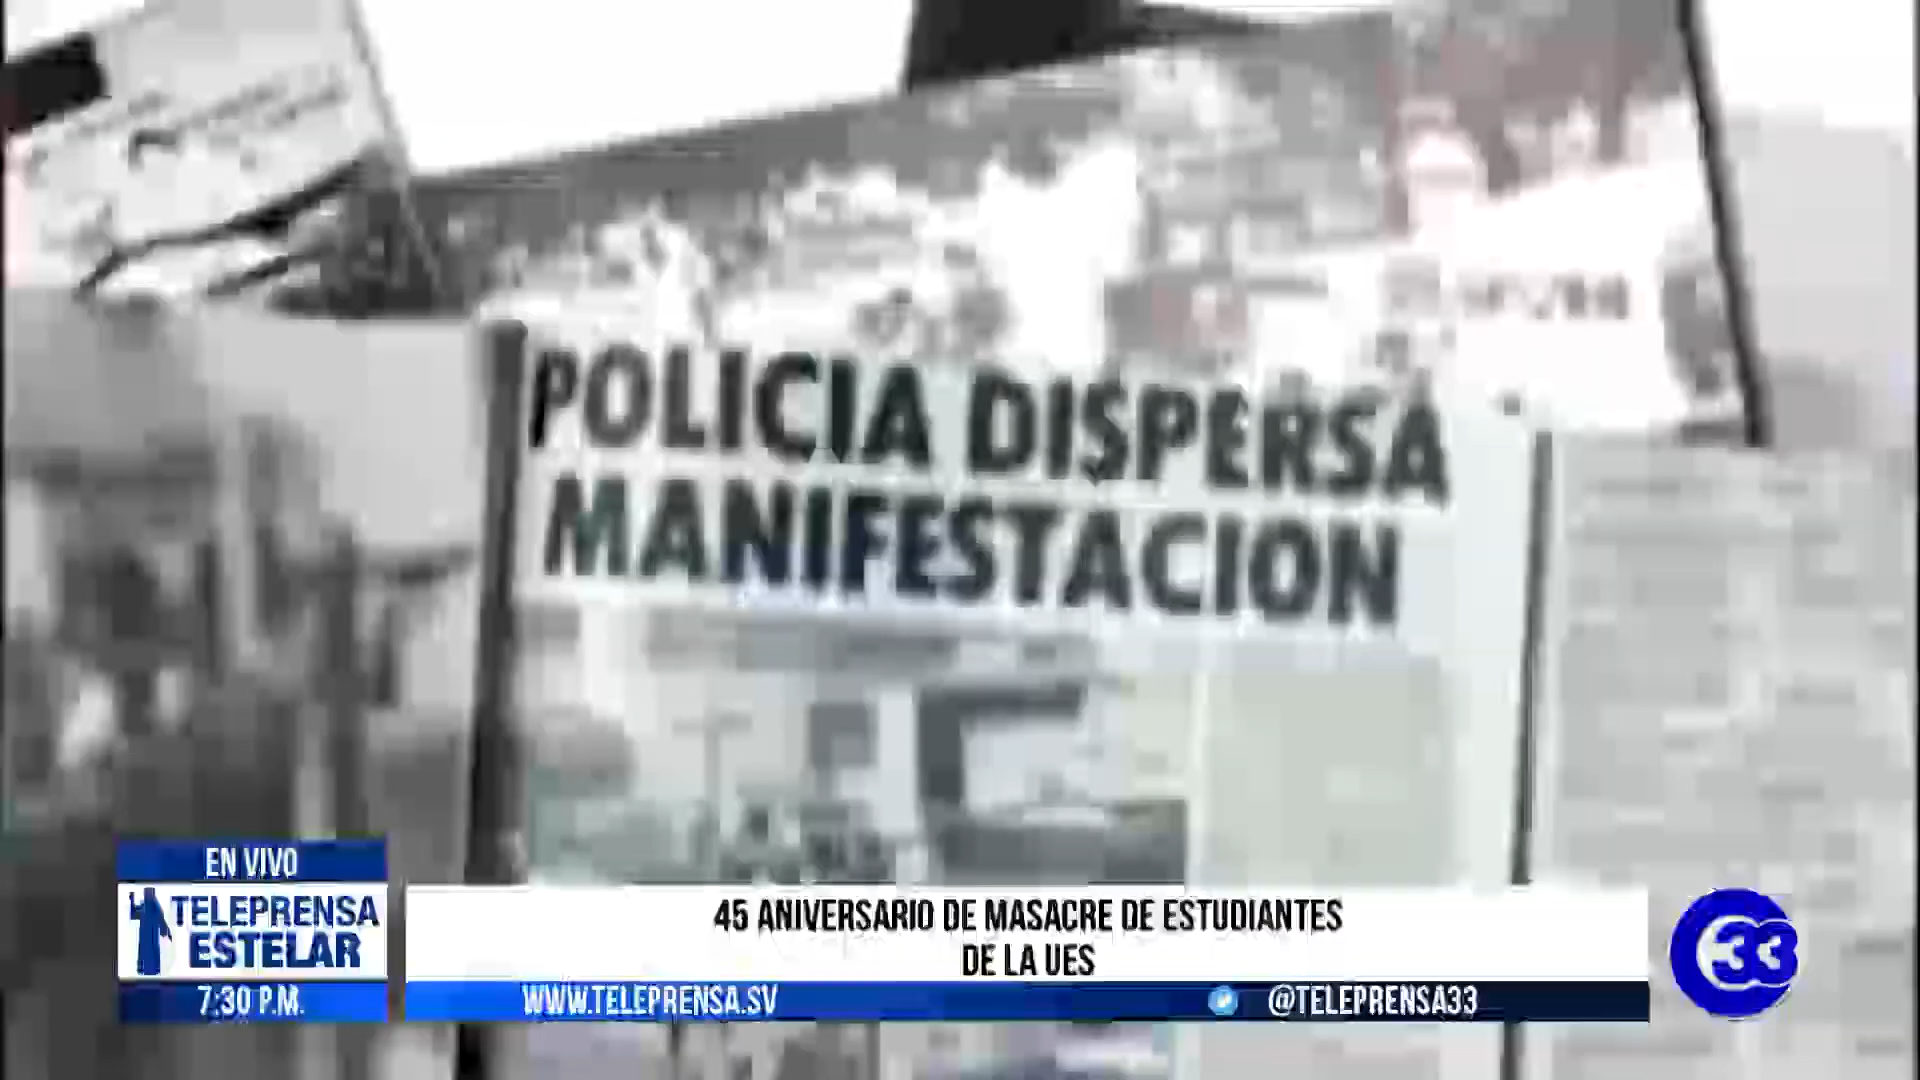 POLICIA DISPERSA
MANIFESTACION
EN VIVO
TELEPRENSA
ESTELAR
7:30 P.M.
45 ANIVERSARIO DE MASACRE DE ESTUDIANTES
DE LA UES
WWW.TELEPRENSA.SV
@TELEPRENSA33
33